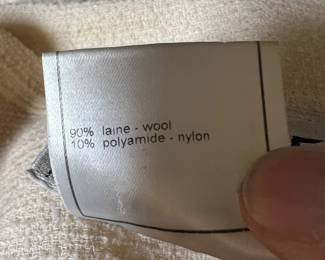 90% laine - wool
10% polyamide - nylon